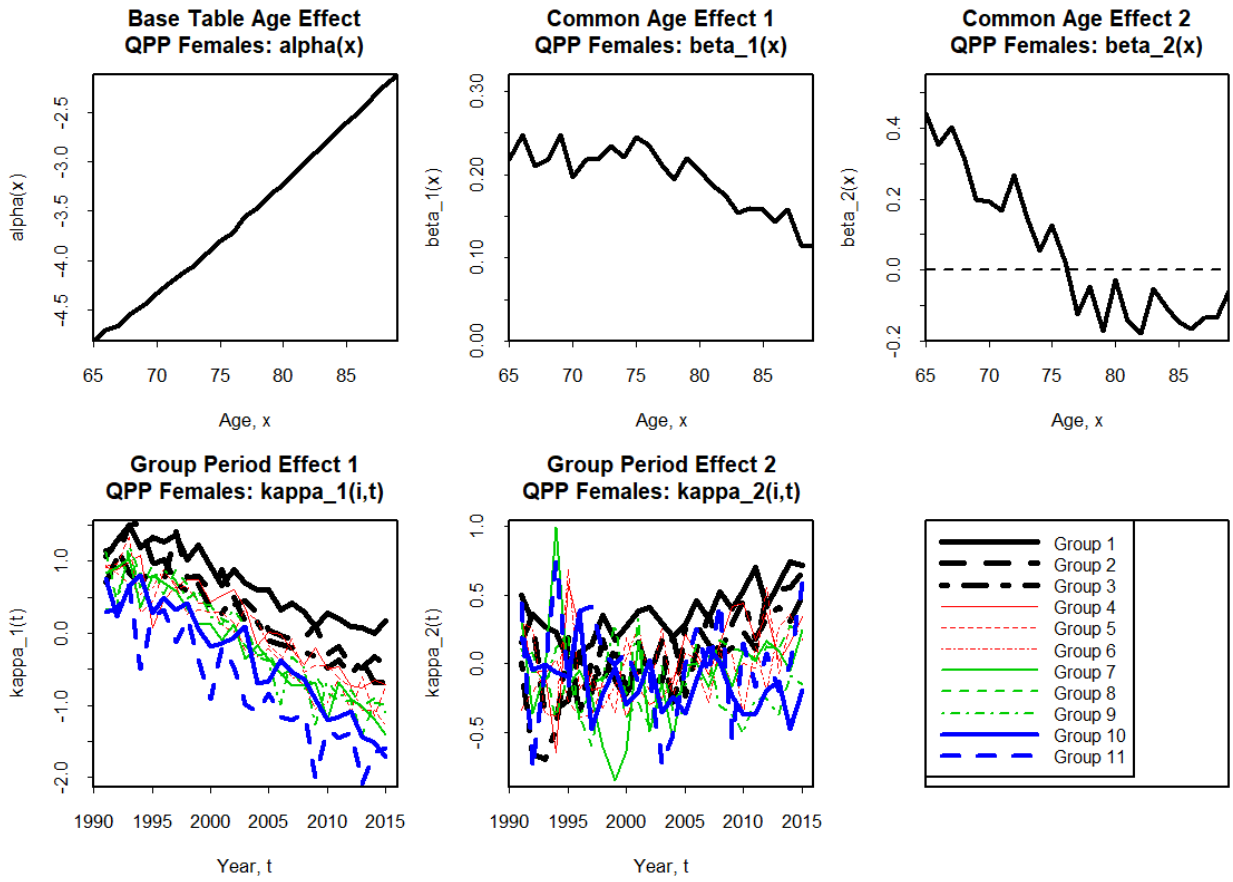 Base Table Age Effect
QPP Females: alpha(x)
alpha(x)
-2.5
-3.0
-3.5
-4.0
-4.5
65
70
75
80
85
Age, x
Common Age Effect 1
QPP Females: beta_1(x)
beta_1(x)
0.30
0.20
0.10
0.00
65
70
75
80
85
Age, x
Common Age Effect 2
QPP Females: beta_2(x)
beta_2(x)
0.4
0.2
0.0
-0.2
65
70
75
80
85
Age, x
Group Period Effect 1
QPP Females: kappa_1(i,t)
kappa_1(t)
1.0
0.0
-1.0
-2.0
1990
1995
2000
2005
2010
2015
Year, t
Group Period Effect 2
QPP Females: kappa_2(i,t)
kappa_2(t)
1.0
0.5
0.0
-0.5
1990
1995
2000
2005
2010
2015
Year, t
Group 1
Group 2
Group 3
Group 4
Group 5
Group 6
Group 7
Group 8
Group 9
Group 10
Group 11